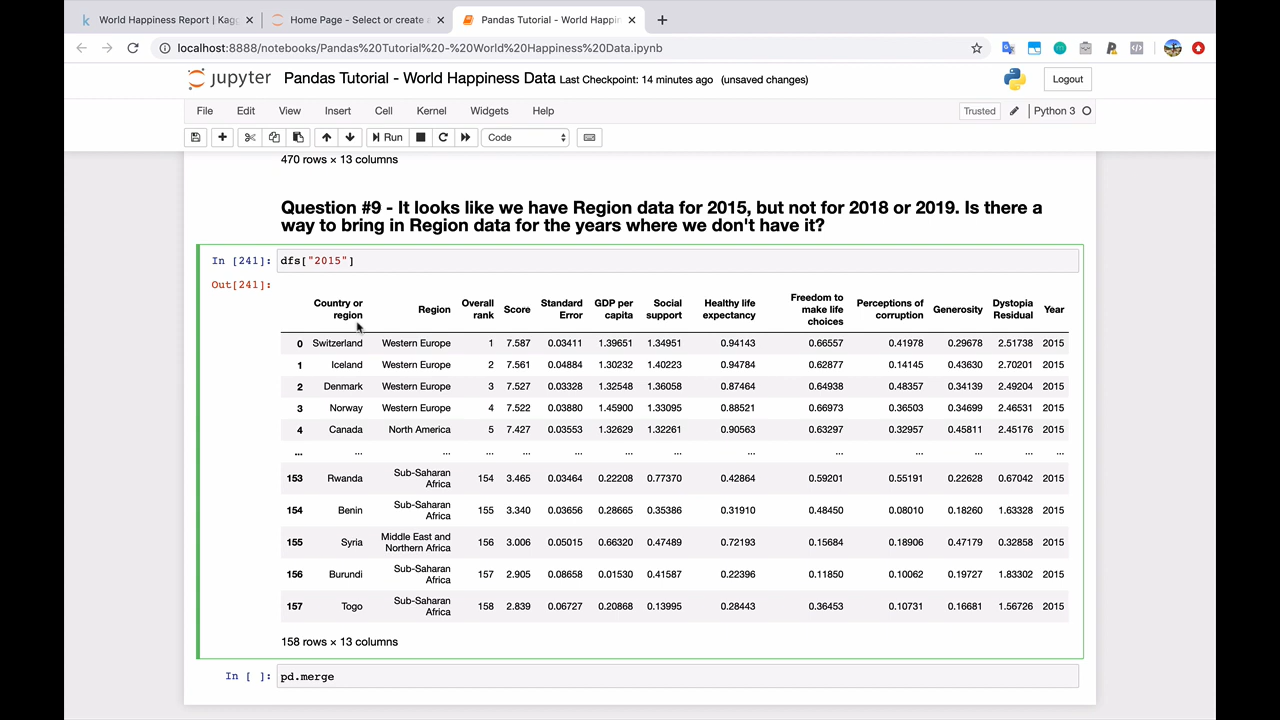 World Happiness Report | Kagg
Home Page - Select or create a
Pandas Tutorial - World Happin
localhost:8888/notebooks/Pandas%20Tutorial%20-%20World%20Happiness%20Data.ipynb
jupyter Pandas Tutorial - World Happiness Data Last Checkpoint: 14 minutes ago (unsaved changes) Logout
File Edit View Insert Cell Kernel Widgets Help Trusted Python 3
Run Code
470 rows × 13 columns
Question #9 - It looks like we have Region data for 2015, but not for 2018 or 2019. Is there a
way to bring in Region data for the years where we don't have it?
In [241]: dfs["2015"]
Out[241]:
Country or region Region Overall rank Score Standard Error GDP per capita Social support Healthy life expectancy Freedom to make life choices Perceptions of corruption Generosity Dystopia Residual Year
0 Switzerland Western Europe 1 7.587 0.03411 1.39651 1.34951 0.94143 0.66557 0.41978 0.29678 2.51738 2015
1 Iceland Western Europe 2 7.561 0.04884 1.30232 1.40223 0.94784 0.62877 0.14145 0.43630 2.70201 2015
2 Denmark Western Europe 3 7.527 0.03328 1.32548 1.36058 0.87464 0.64938 0.48357 0.34139 2.49204 2015
3 Norway Western Europe 4 7.522 0.03880 1.45900 1.33095 0.88521 0.66973 0.36503 0.34699 2.46531 2015
4 Canada North America 5 7.427 0.03553 1.32629 1.32261 0.90563 0.63297 0.32957 0.45811 2.45176 2015
... ... ... ... ... ... ... ... ... ... ... ... ... ...
153 Rwanda Sub-Saharan Africa 154 3.465 0.03464 0.22208 0.77370 0.42864 0.59201 0.55191 0.22628 0.67042 2015
154 Benin Sub-Saharan Africa 155 3.340 0.03656 0.28665 0.35386 0.31910 0.48450 0.08010 0.18260 1.63328 2015
155 Syria Middle East and Northern Africa 156 3.006 0.05015 0.66320 0.47489 0.72193 0.15684 0.18906 0.47179 0.32858 2015
156 Burundi Sub-Saharan Africa 157 2.905 0.08658 0.01530 0.41587 0.22396 0.11850 0.10062 0.19727 1.83302 2015
157 Togo Sub-Saharan Africa 158 2.839 0.06727 0.20868 0.13995 0.28443 0.36453 0.10731 0.16681 1.56726 2015
158 rows × 13 columns
In [ ]: pd.merge